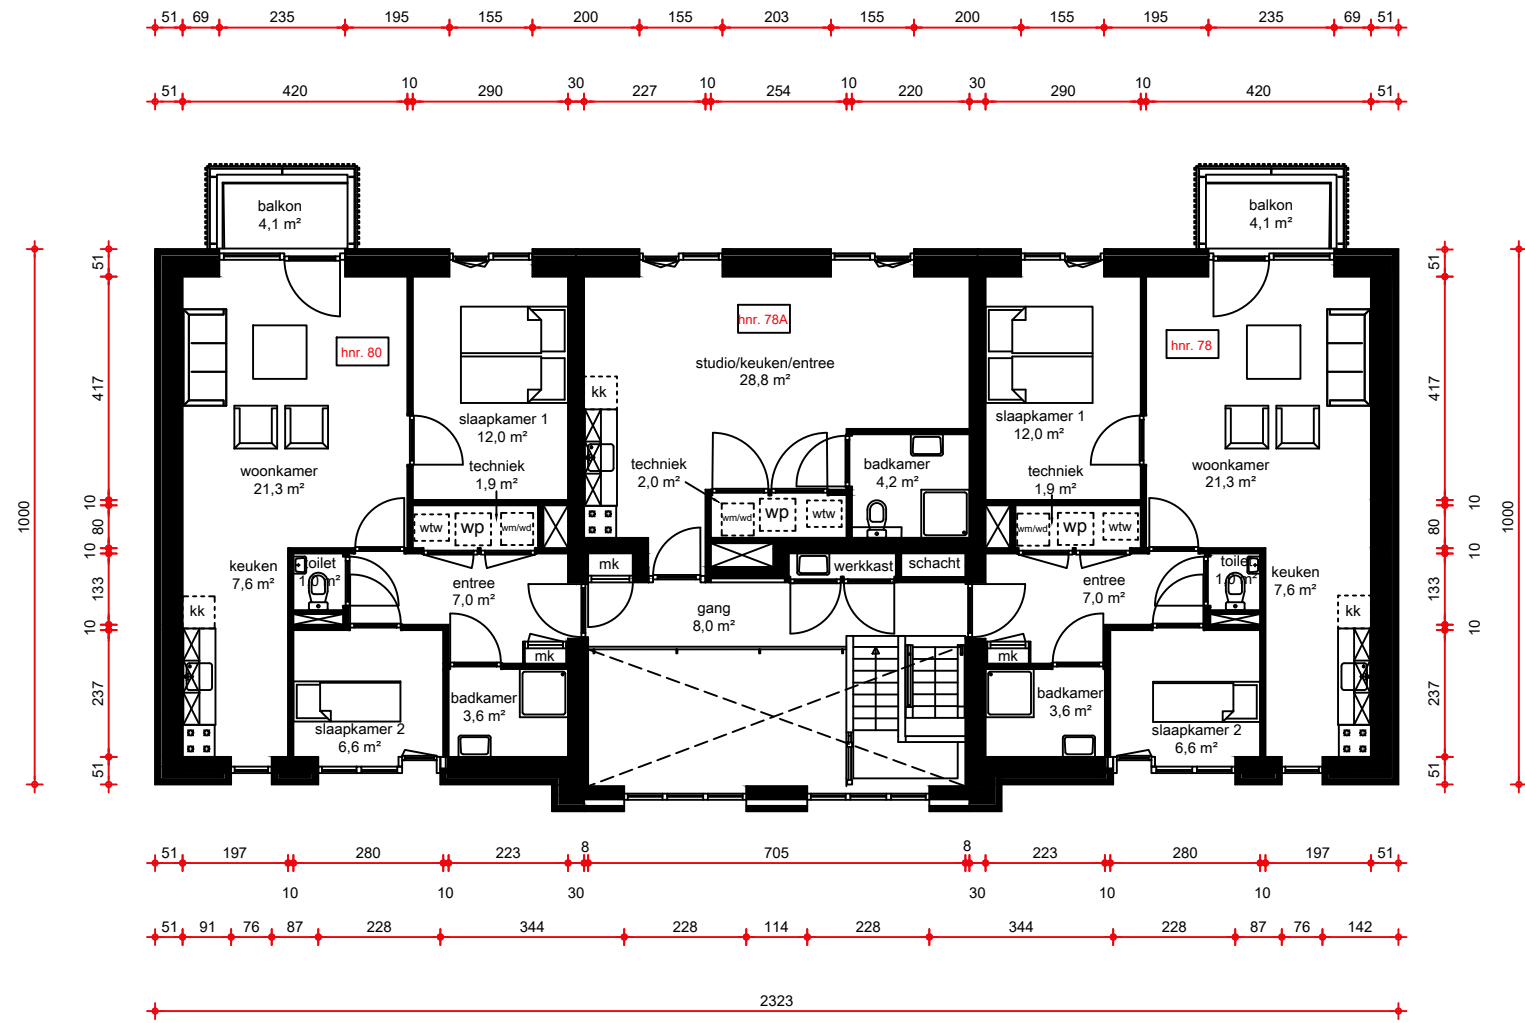 51 69 235 195 155 200 155 203 155 200 155 195 235 69 51
51 420 10 290 30 227 10 254 10 220 30 290 10 420 51
balkon
4,1 m²
balkon
4,1 m²
1000
51
417
10
80
10
133
10
237
51
hnr. 80
slaapkamer 1
12,0 m²
techniek
1,9 m²
woonkamer
21,3 m²
wtw
wp
wm/wd
keuken
7,6 m²
toilet
entree
7,0 m²
kk
mk
badkamer
3,6 m²
slaapkamer 2
6,6 m²
hnr. 78A
studio/keuken/entree
28,8 m²
kk
techniek
2,0 m²
badkamer
4,2 m²
wm/wd
wp
wtw
mk
werkkast
schacht
gang
8,0 m²
hnr. 78
slaapkamer 1
12,0 m²
techniek
1,9 m²
woonkamer
21,3 m²
wm/wd
wp
wtw
entree
7,0 m²
toilet
1,0 m²
keuken
7,6 m²
kk
mk
badkamer
3,6 m²
slaapkamer 2
6,6 m²
51
417
10
80
10
133
10
237
51
1000
51 197 280 223 8 705 8 223 280 197 51
10 10 30 30 10 10
51 91 76 87 228 344 228 114 228 344 228 87 76 142
2323